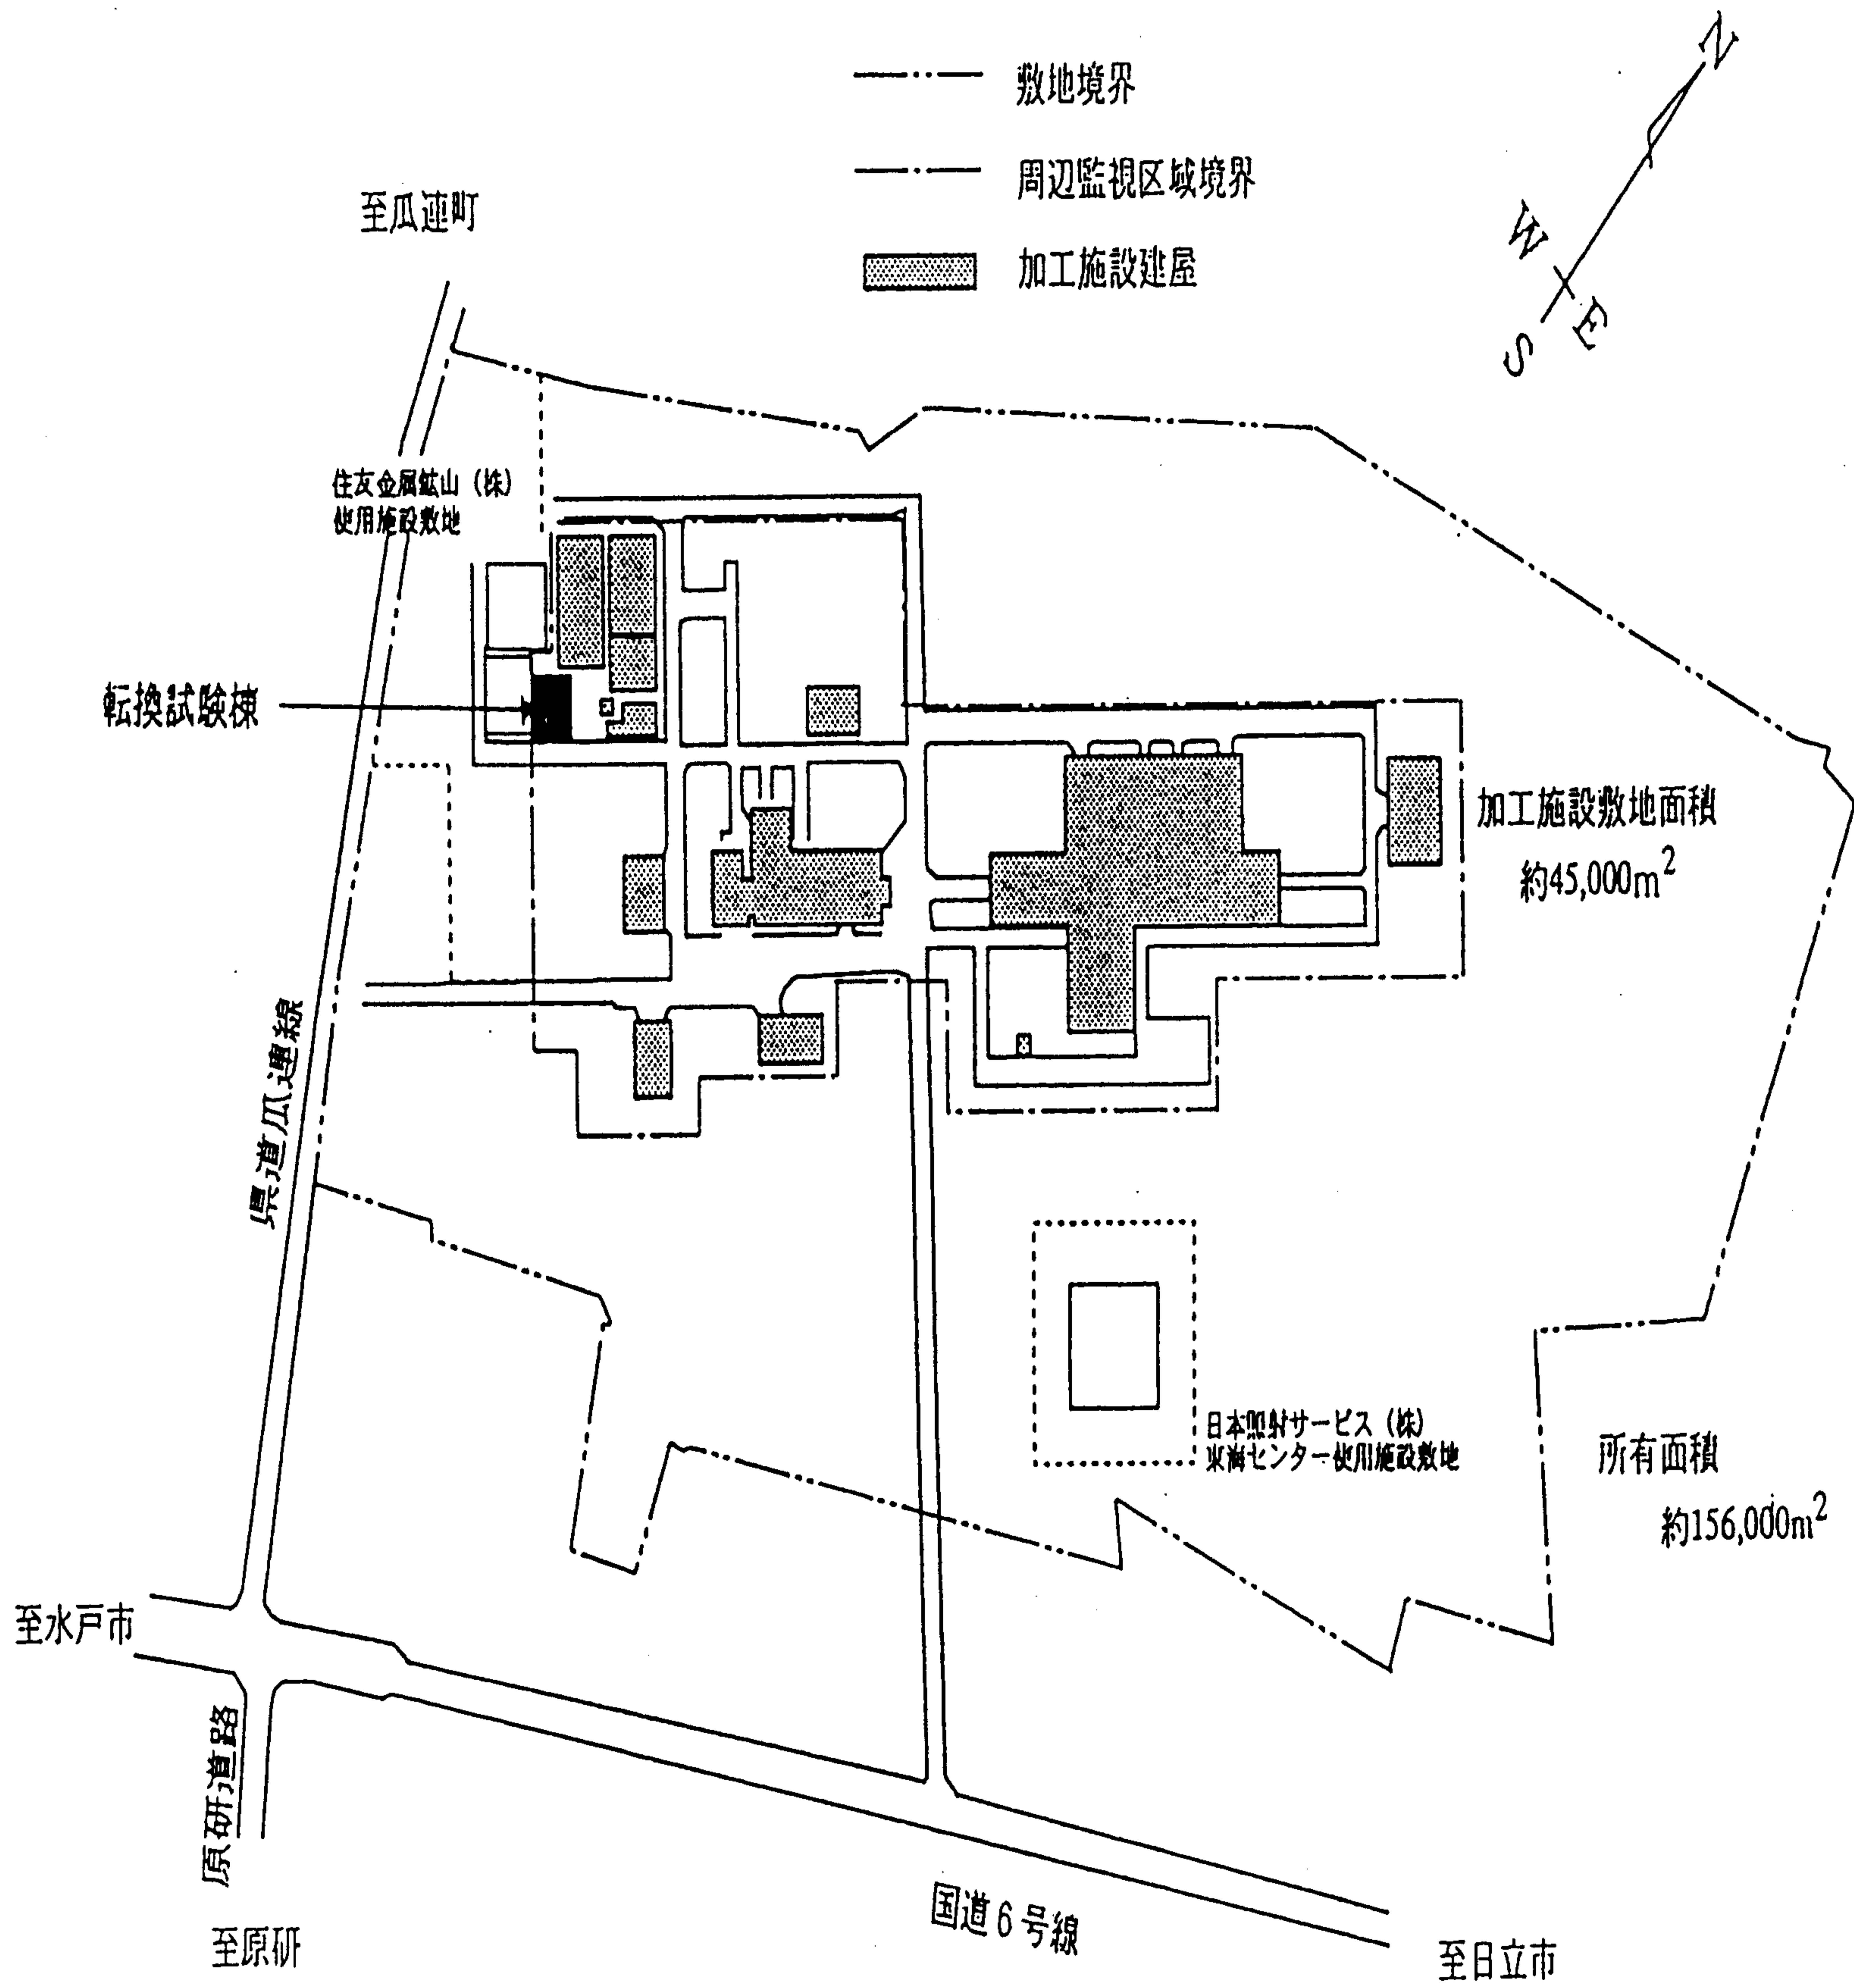 敷地境界
周辺監視区域境界
加工施設建屋
N
W
E
S
至瓜連町
住友金属鉱山（株）
使用施設敷地
転換試験棟
加工施設敷地面積
約45,000m²
県道瓜連線
日本照射サービス（株）
東海センター使用施設敷地
所有面積
約156,000m²
至水戸市
原研道路
至原研
国道6号線
至日立市